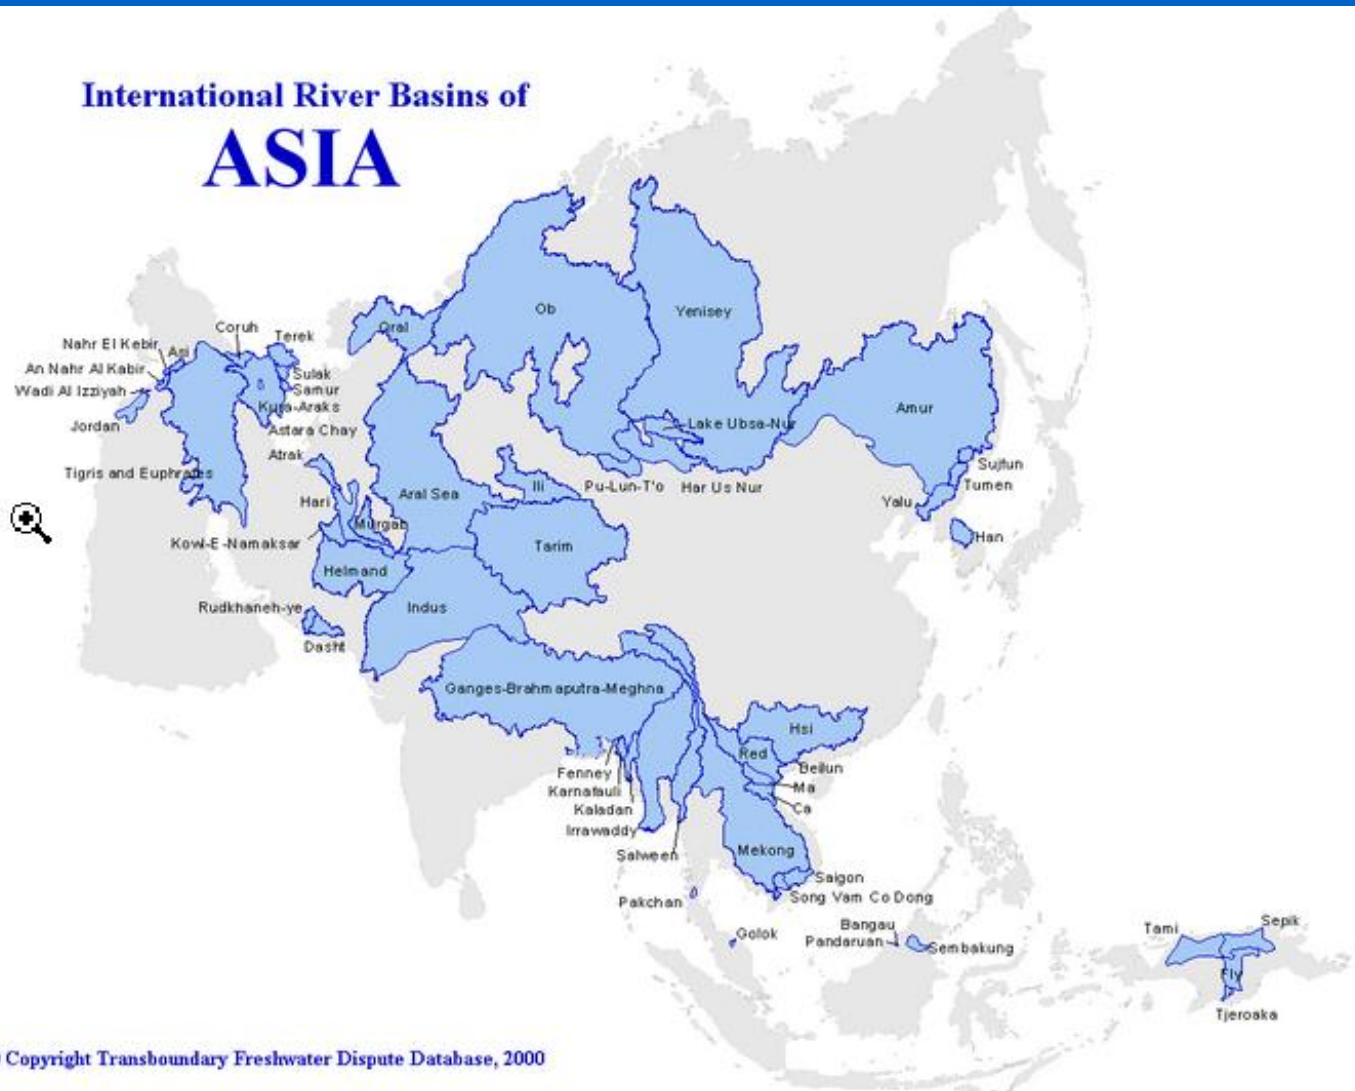 International River Basins of
ASIA
Ob
Yenisey
Oral
Coruh
Terek
Nahr El Kebir
Asi
An Nahr Al Kabir
Wadi Al Izziyah
Sulak
Samur
Kura-Araks
Jordan
Astara Chay
Amur
Lake Ubsa-Nur
Atrak
Tigris and Euphrates
Sujfun
Tumen
Ili
Pu-Lun-T'o
Har Us Nur
Aral Sea
Hari
Yalu
Murgab
Han
Kowl-E-Namaksar
Tarim
Helmand
Rudkhaneh-ye
Indus
Dasht
Ganges-Brahmaputra-Meghna
Hsi
Red
Beilun
Fenney
Ma
Karnafauli
Ca
Kaladan
Irrawaddy
Salween
Mekong
Saigon
Song Vam Co Dong
Pakchan
Golok
Bangau
Pandaruan
Sembakung
Tami
Sepik
Fly
Tjeroaka
Copyright Transboundary Freshwater Dispute Database, 2000